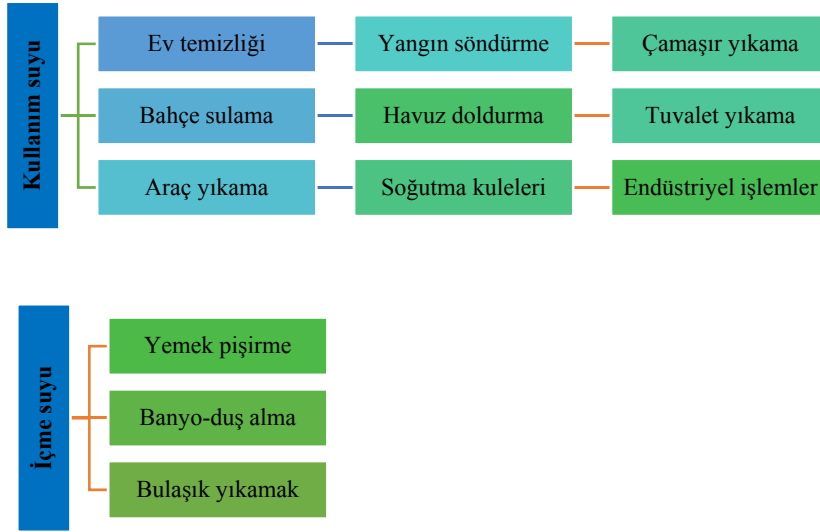 Kullanım suyu
Ev temizliği
Yangın söndürme
Çamaşır yıkama
Bahçe sulama
Havuz doldurma
Tuvalet yıkama
Araç yıkama
Soğutma kuleleri
Endüstriyel işlemler
İçme suyu
Yemek pişirme
Banyo-duş alma
Bulaşık yıkamak